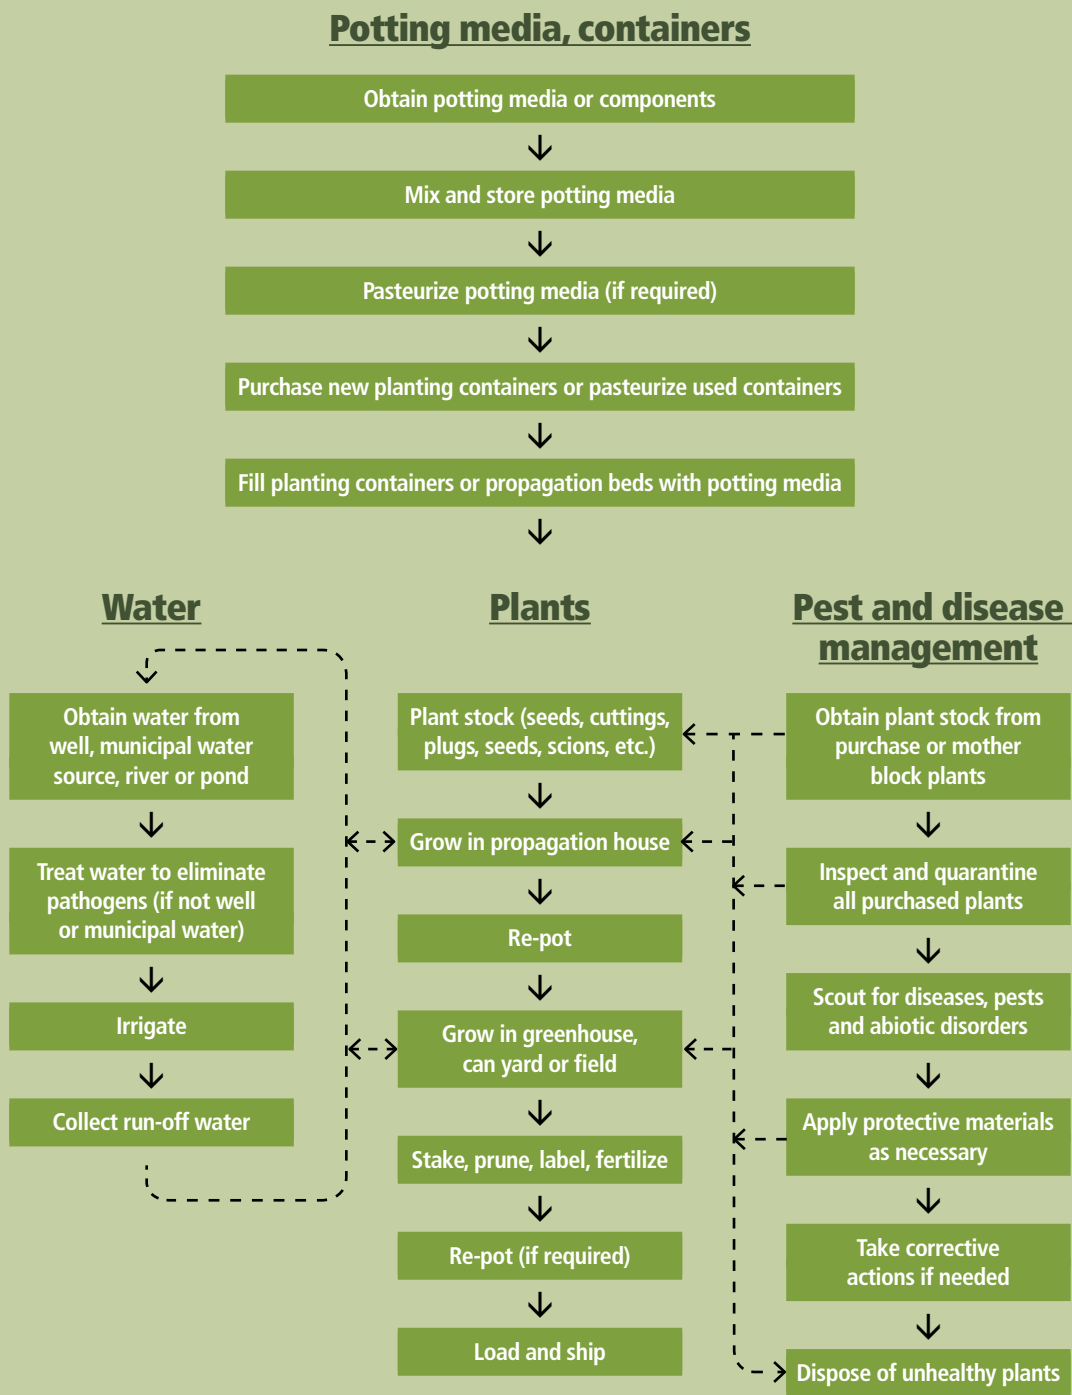 Potting media, containers
Obtain potting media or components
Mix and store potting media
Pasteurize potting media (if required)
Purchase new planting containers or pasteurize used containers
Fill planting containers or propagation beds with potting media
Water
Obtain water from
well, municipal water
source, river or pond
Treat water to eliminate
pathogens (if not well
or municipal water)
Irrigate
Collect run-off water
Plants
Plant stock (seeds, cuttings,
plugs, seeds, scions, etc.)
Grow in propagation house
Re-pot
Grow in greenhouse,
can yard or field
Stake, prune, label, fertilize
Re-pot (if required)
Load and ship
Pest and disease
management
Obtain plant stock from
purchase or mother
block plants
Inspect and quarantine
all purchased plants
Scout for diseases, pests
and abiotic disorders
Apply protective materials
as necessary
Take corrective
actions if needed
Dispose of unhealthy plants